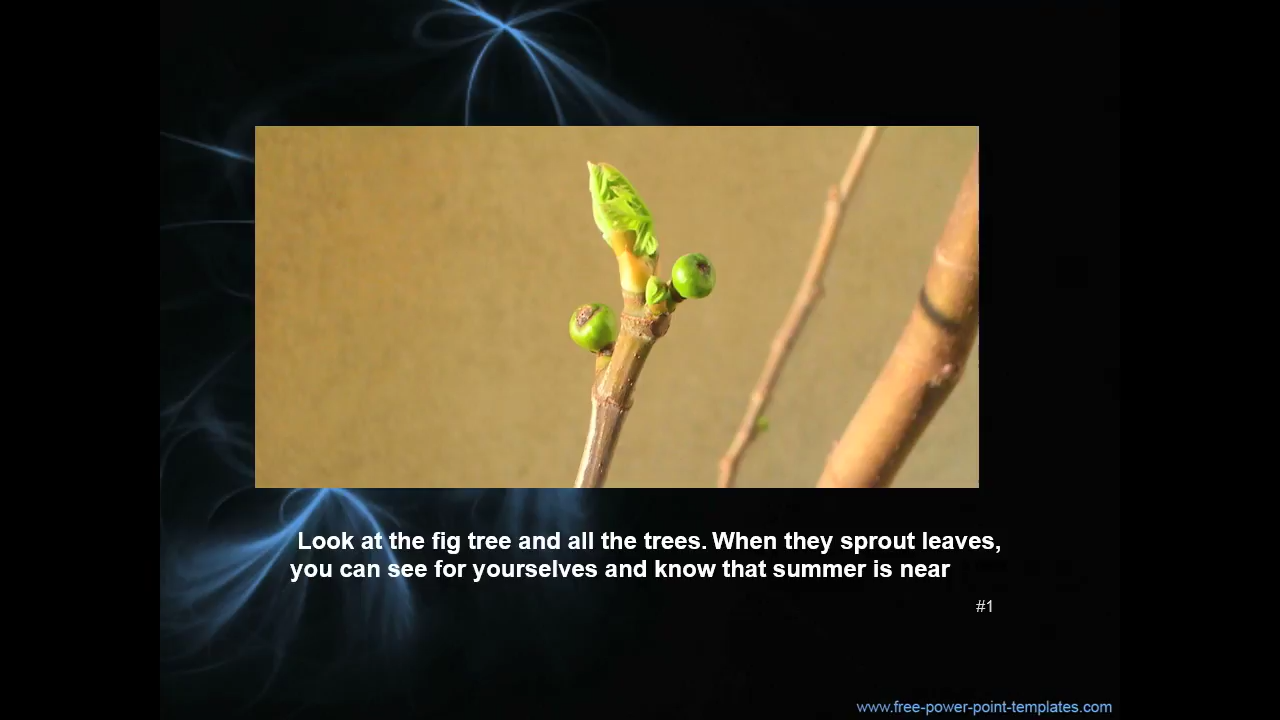 Look at the fig tree and all the trees. When they sprout leaves,
you can see for yourselves and know that summer is near
#1
www.free-power-point-templates.com